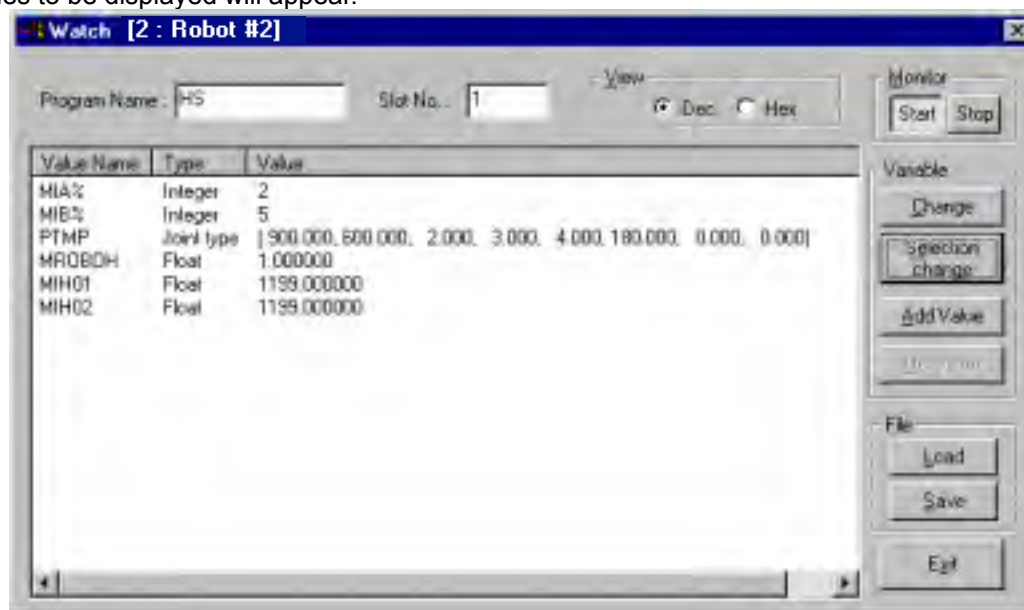 es to be displayed will appear.
Watch [2 : Robot #2]
Program Name : HS
Slot No. : 1
View
Dec. Hex
Monitor
Start Stop
Value Name Type Value
MIA% Integer 2
MIB% Integer 5
PTMP Joint type | 900.000, 600.000, 2.000, 3.000, 4.000, 180.000, 0.000, 0.000|
MROBOH Float 1.000000
MIH01 Float 1199.000000
MIH02 Float 1199.000000
Variable
Change
Selection change
Add Value
File
Load
Save
Exit